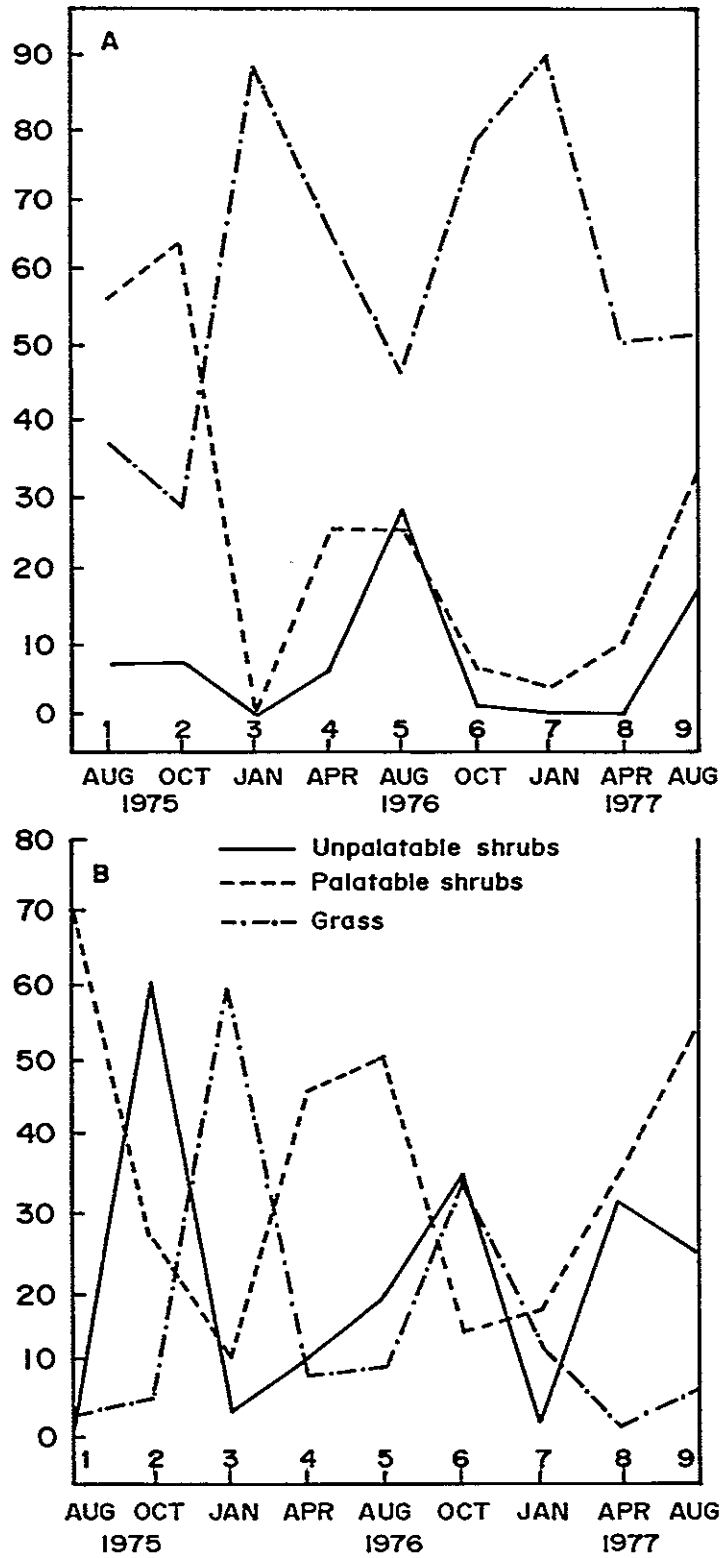 A
90
80
70
60
50
40
30
20
10
0
1 2 3 4 5 6 7 8 9
AUG OCT JAN APR AUG OCT JAN APR AUG
1975 1976 1977
80
B
Unpalatable shrubs
Palatable shrubs
Grass
70
60
50
40
30
20
10
0
1 2 3 4 5 6 7 8 9
AUG OCT JAN APR AUG OCT JAN APR AUG
1975 1976 1977